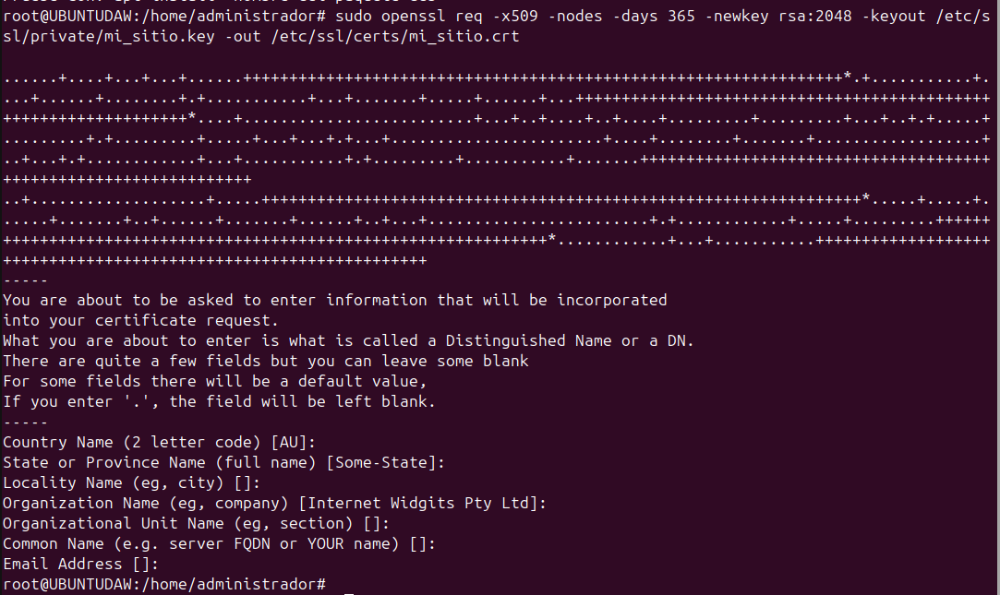 root@UBUNTUDAW:/home/administrador# sudo openssl req -x509 -nodes -days 365 -newkey rsa:2048 -keyout /etc/s
sl/private/mi_sitio.key -out /etc/ssl/certs/mi_sitio.crt
-----
You are about to be asked to enter information that will be incorporated
into your certificate request.
What you are about to enter is what is called a Distinguished Name or a DN.
There are quite a few fields but you can leave some blank
For some fields there will be a default value,
If you enter '.', the field will be left blank.
-----
Country Name (2 letter code) [AU]:
State or Province Name (full name) [Some-State]:
Locality Name (eg, city) []:
Organization Name (eg, company) [Internet Widgits Pty Ltd]:
Organizational Unit Name (eg, section) []:
Common Name (e.g. server FQDN or YOUR name) []:
Email Address []:
root@UBUNTUDAW:/home/administrador#